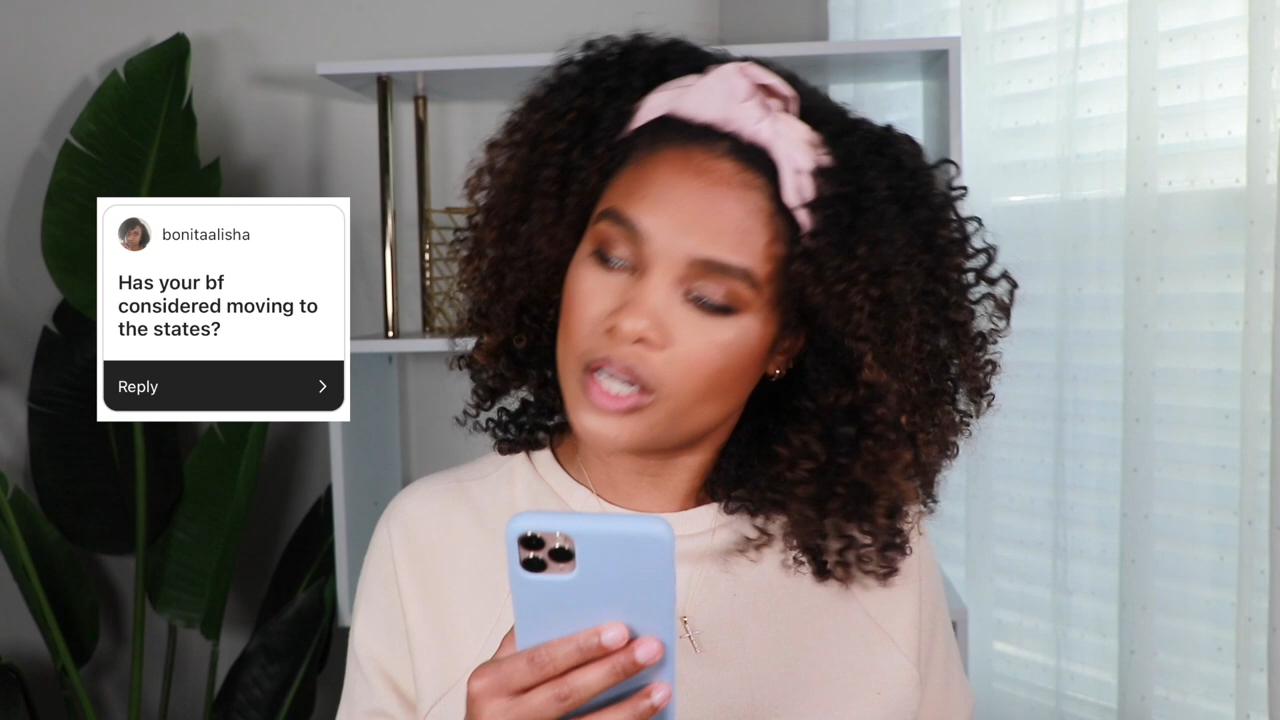 bonitaalisha
Has your bf
considered moving to
the states?
Reply